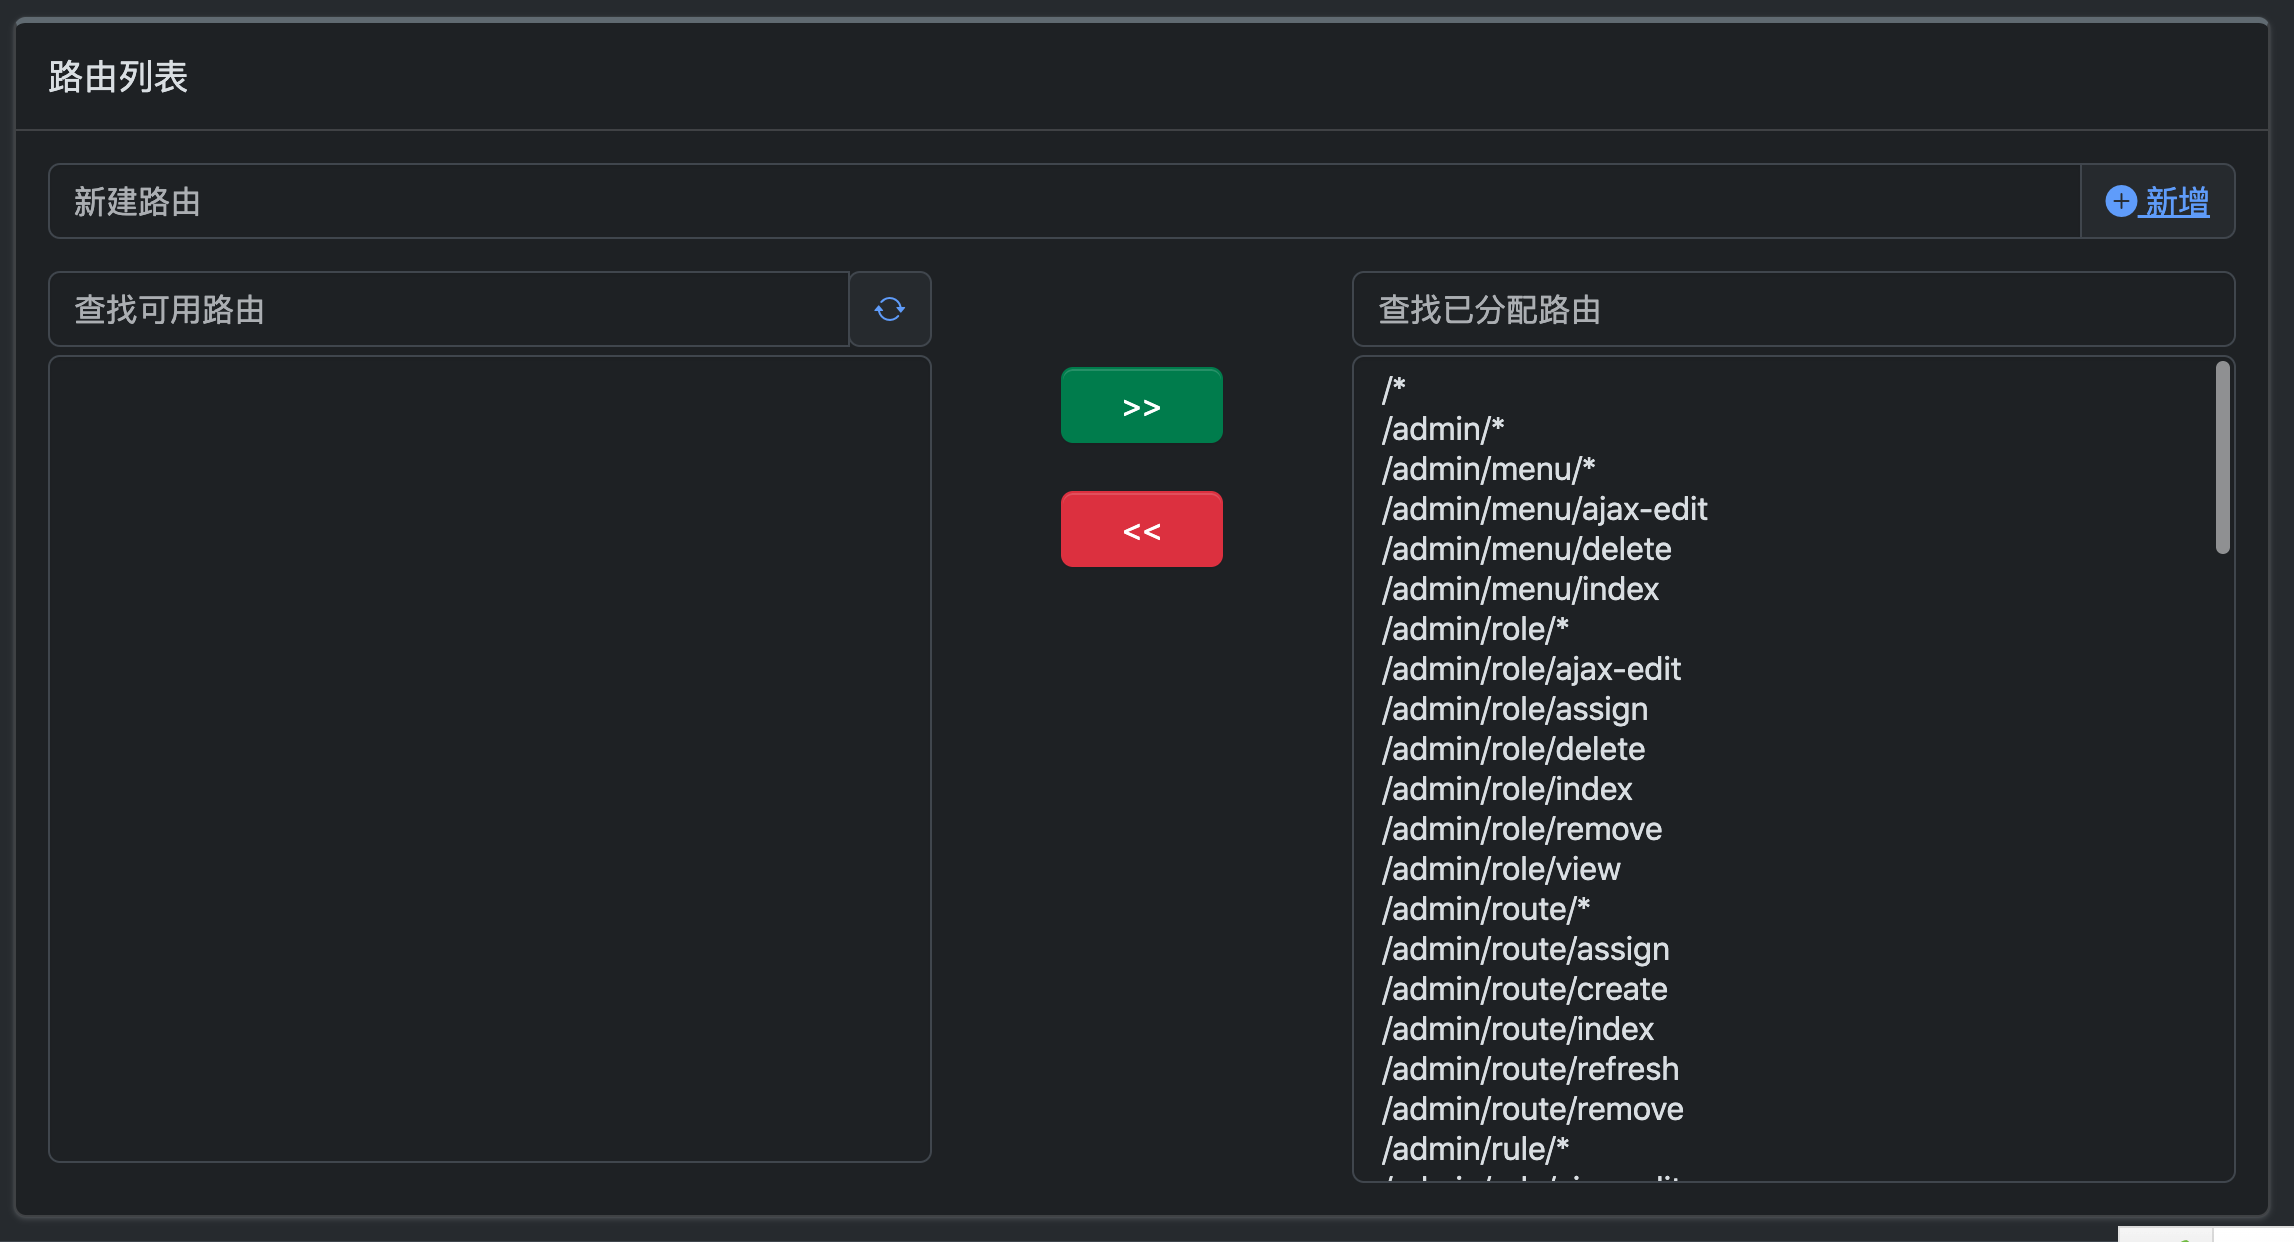 路由列表
新建路由
新增
查找可用路由
查找已分配路由
>>
<<
/*
/admin/*
/admin/menu/*
/admin/menu/ajax-edit
/admin/menu/delete
/admin/menu/index
/admin/role/*
/admin/role/ajax-edit
/admin/role/assign
/admin/role/delete
/admin/role/index
/admin/role/remove
/admin/role/view
/admin/route/*
/admin/route/assign
/admin/route/create
/admin/route/index
/admin/route/refresh
/admin/route/remove
/admin/rule/*